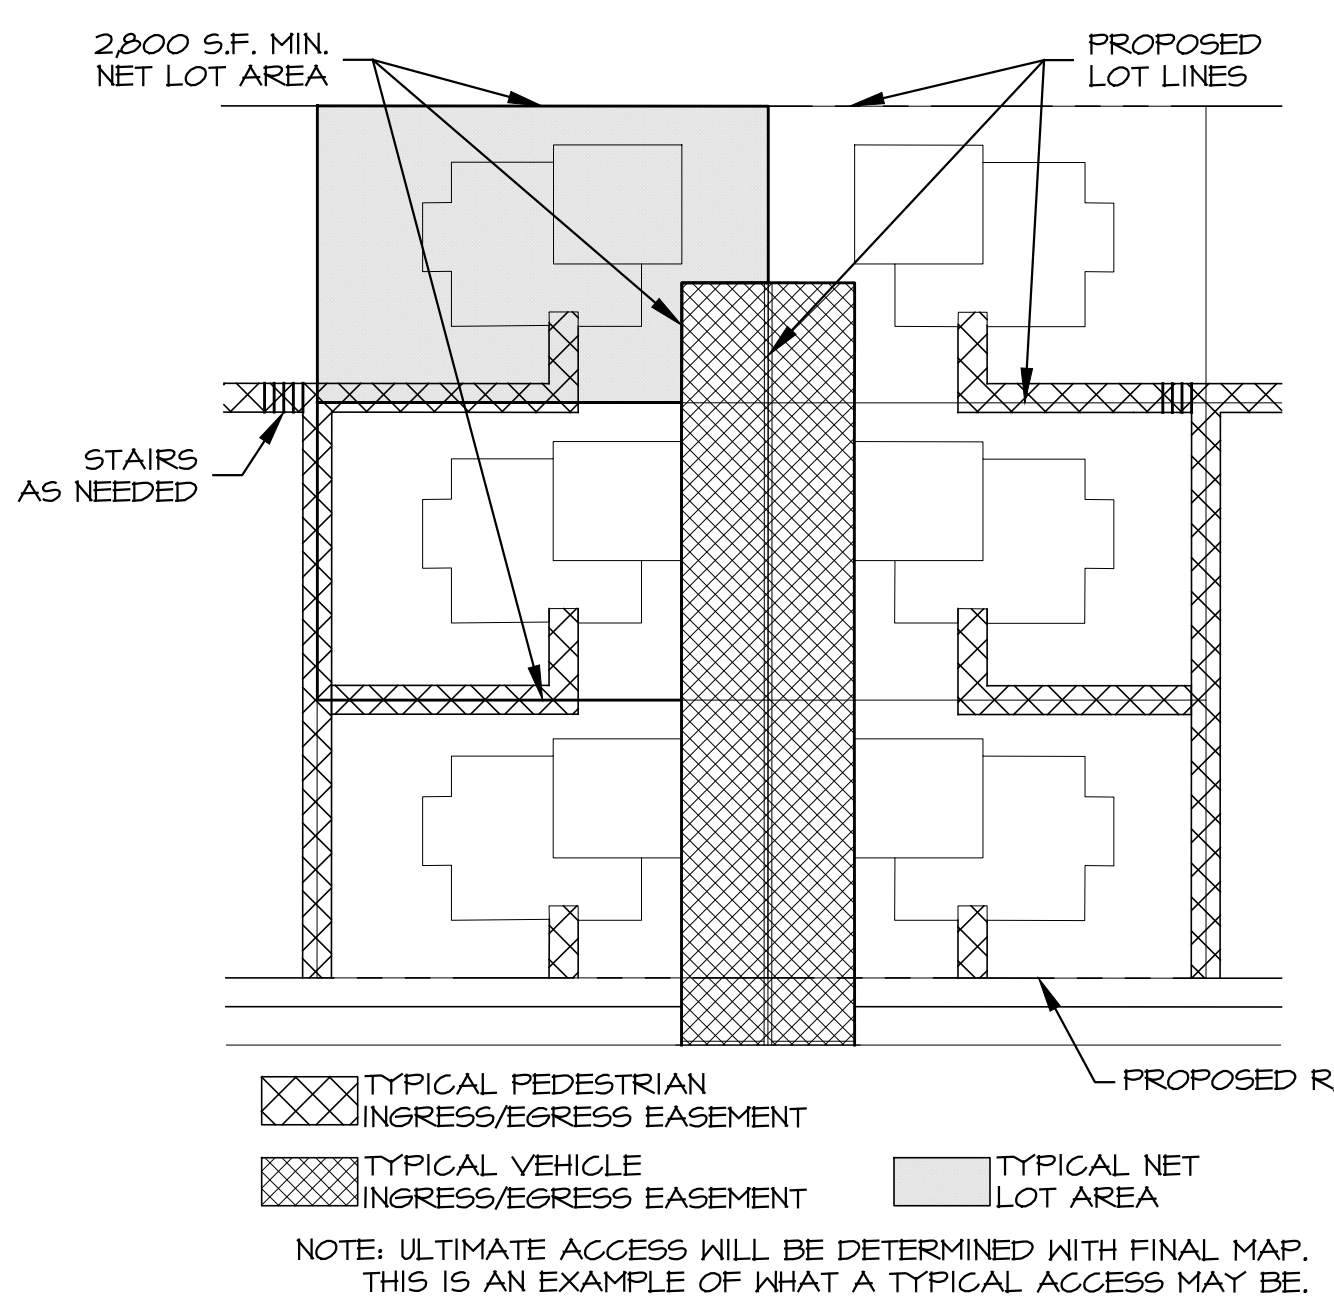 2,800 S.F. MIN.
NET LOT AREA
PROPOSED
LOT LINES
STAIRS
AS NEEDED
PROPOSED R
TYPICAL PEDESTRIAN
INGRESS/EGRESS EASEMENT
TYPICAL VEHICLE
INGRESS/EGRESS EASEMENT
TYPICAL NET
LOT AREA
NOTE: ULTIMATE ACCESS WILL BE DETERMINED WITH FINAL MAP.
THIS IS AN EXAMPLE OF WHAT A TYPICAL ACCESS MAY BE.